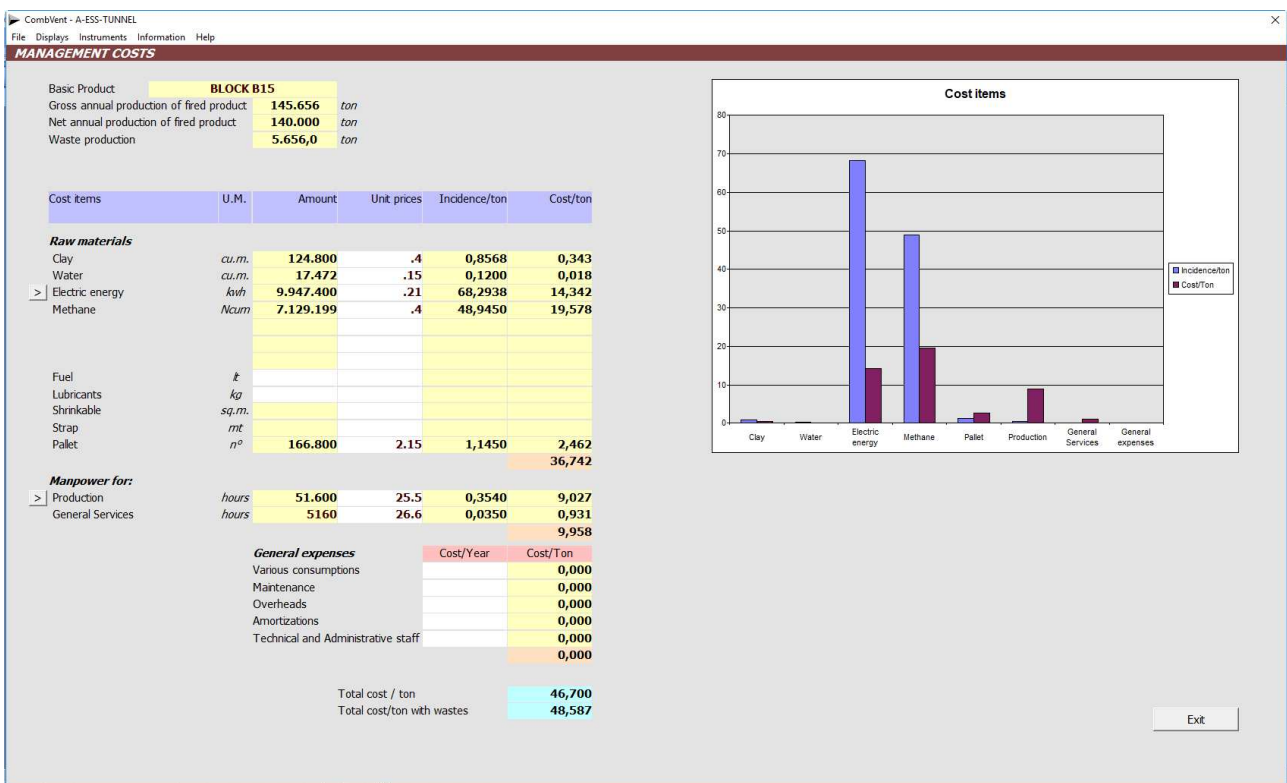 CombVent - A-ESS-TUNNEL
File Displays Instruments Information Help
MANAGEMENT COSTS
Basic Product BLOCK B15
Gross annual production of fired product 145.656 ton
Net annual production of fired product 140.000 ton
Waste production 5.656,0 ton
Cost items U.M. Amount Unit prices Incidence/ton Cost/ton
Raw materials
Clay cu.m. 124.800 .4 0,8568 0,343
Water cu.m. 17.472 .15 0,1200 0,018
> Electric energy kwh 9.947.400 .21 68,2938 14,342
Methane Ncum 7.129.199 .4 48,9450 19,578
Fuel lt
Lubricants kg
Shrinkable sq.m.
Strap mt
Pallet n° 166.800 2.15 1,1450 2,462
36,742
Manpower for:
> Production hours 51.600 25.5 0,3540 9,027
General Services hours 5160 26.6 0,0350 0,931
9,958
General expenses Cost/Year Cost/Ton
Various consumptions 0,000
Maintenance 0,000
Overheads 0,000
Amortizations 0,000
Technical and Administrative staff 0,000
0,000
Total cost / ton 46,700
Total cost/ton with wastes 48,587
Cost items
80
70
60
50
40
30
20
10
0
Clay Water Electric energy Methane Pallet Production General Services General expenses
Incidence/ton
Cost/Ton
Exit